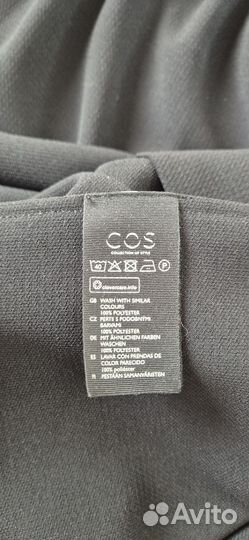 COS
COLLECTION OF STYLE
40 P
clevercare.info
GB WASH WITH SIMILAR
COLOURS
100% POLYESTER
CZ PERTE S PODOBNÝMI
BARVAMI
100% POLYESTER
DE MIT ÄHNLICHEN FARBEN
WASCHEN
100% POLYESTER
ES LAVAR CON PRENDAS DE
COLOR PARECIDO
100% poliéster
FI PESTÄÄN SAMANVÄRISTEN
Avito